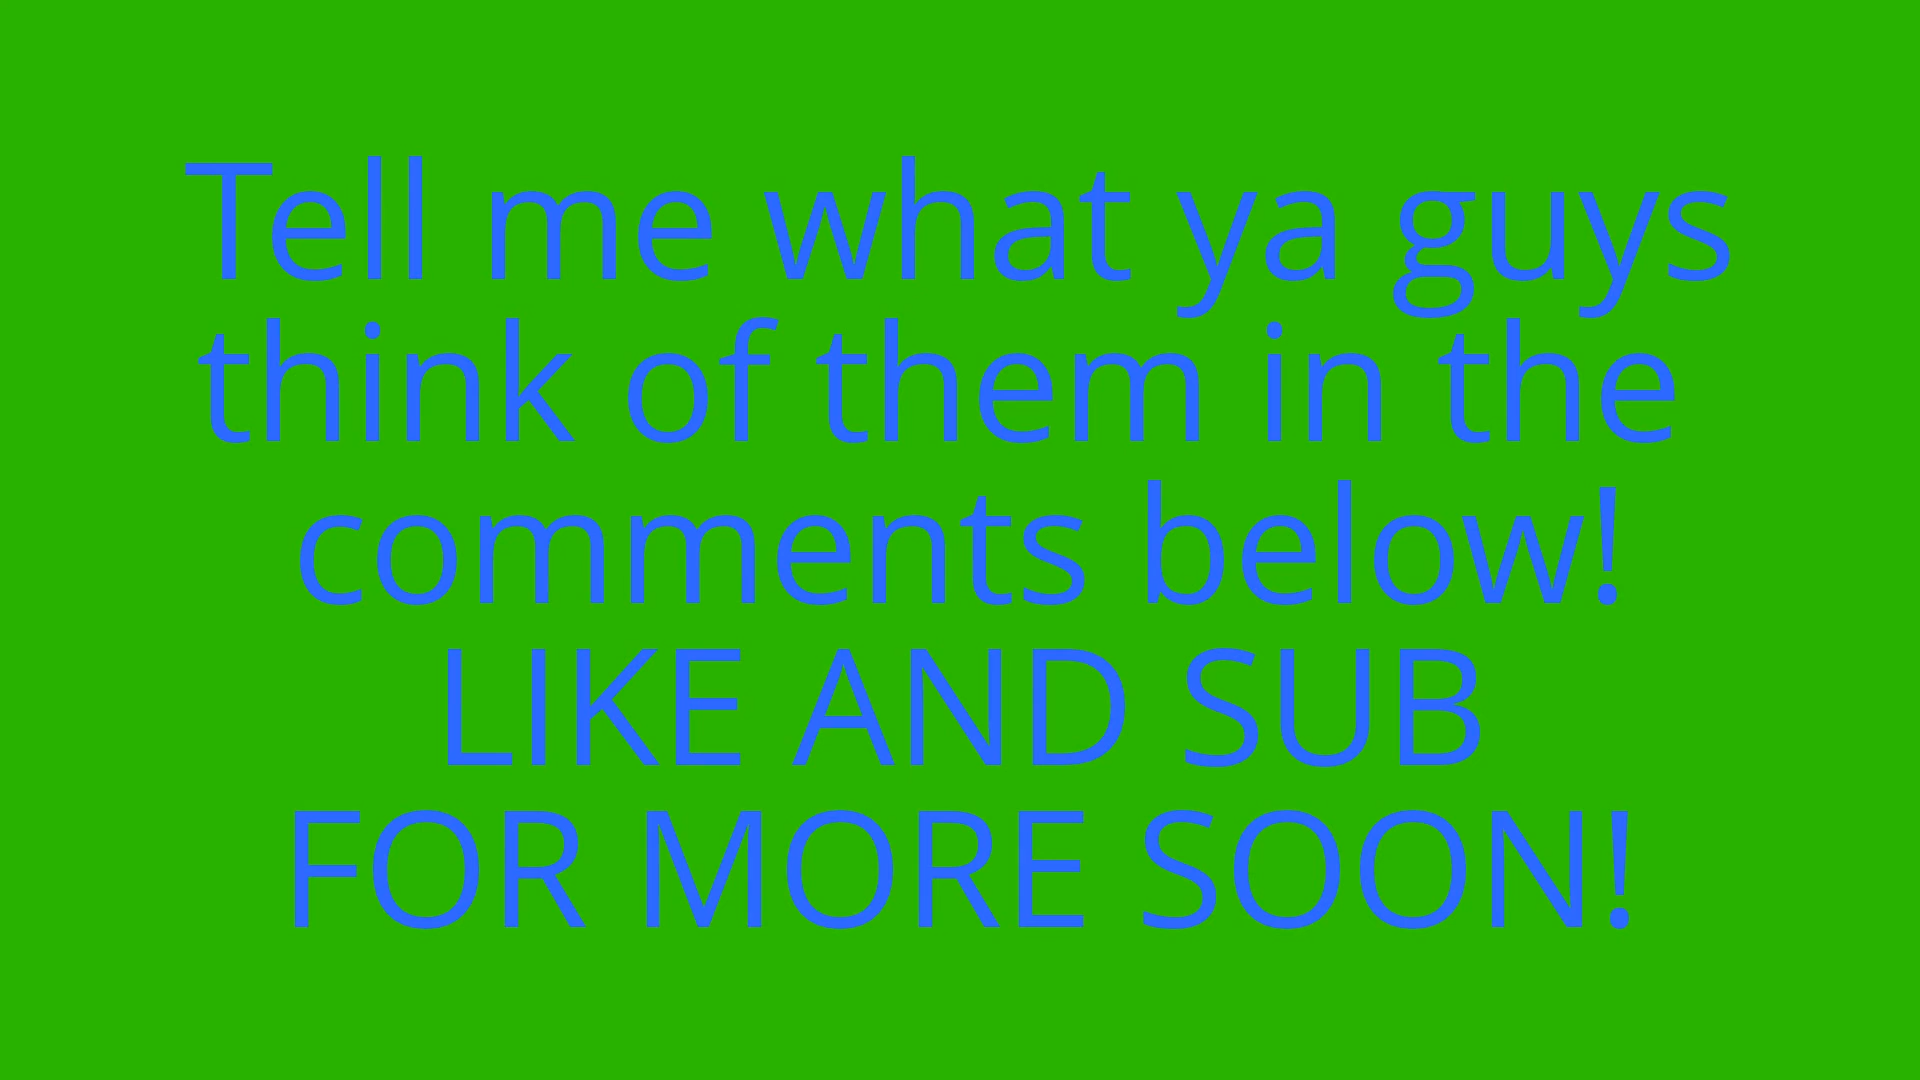 Tell me what ya guys
think of them in the
comments below!
LIKE AND SUB
FOR MORE SOON!